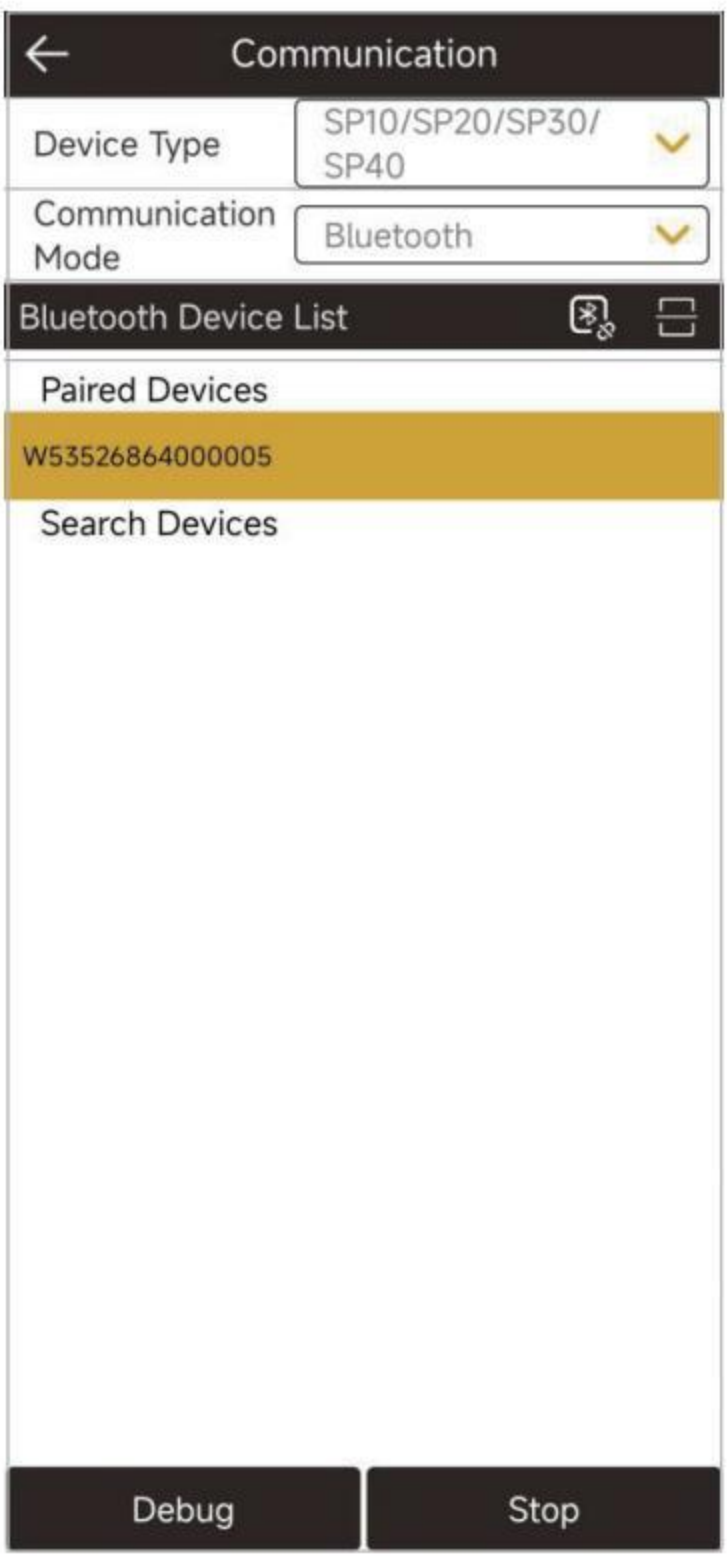 Communication
Device Type
SP10/SP20/SP30/
SP40
Communication
Mode
Bluetooth
Bluetooth Device List
Paired Devices
W53526864000005
Search Devices
Debug
Stop